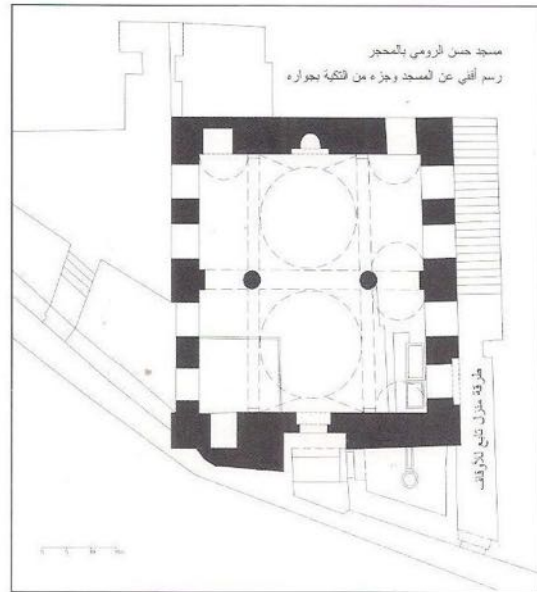 مسجد حسن الرومي بالمحجر
رسم أفقي عن المسجد وجزء من التكية بجواره
طرقة منزل تابع للأوقاف